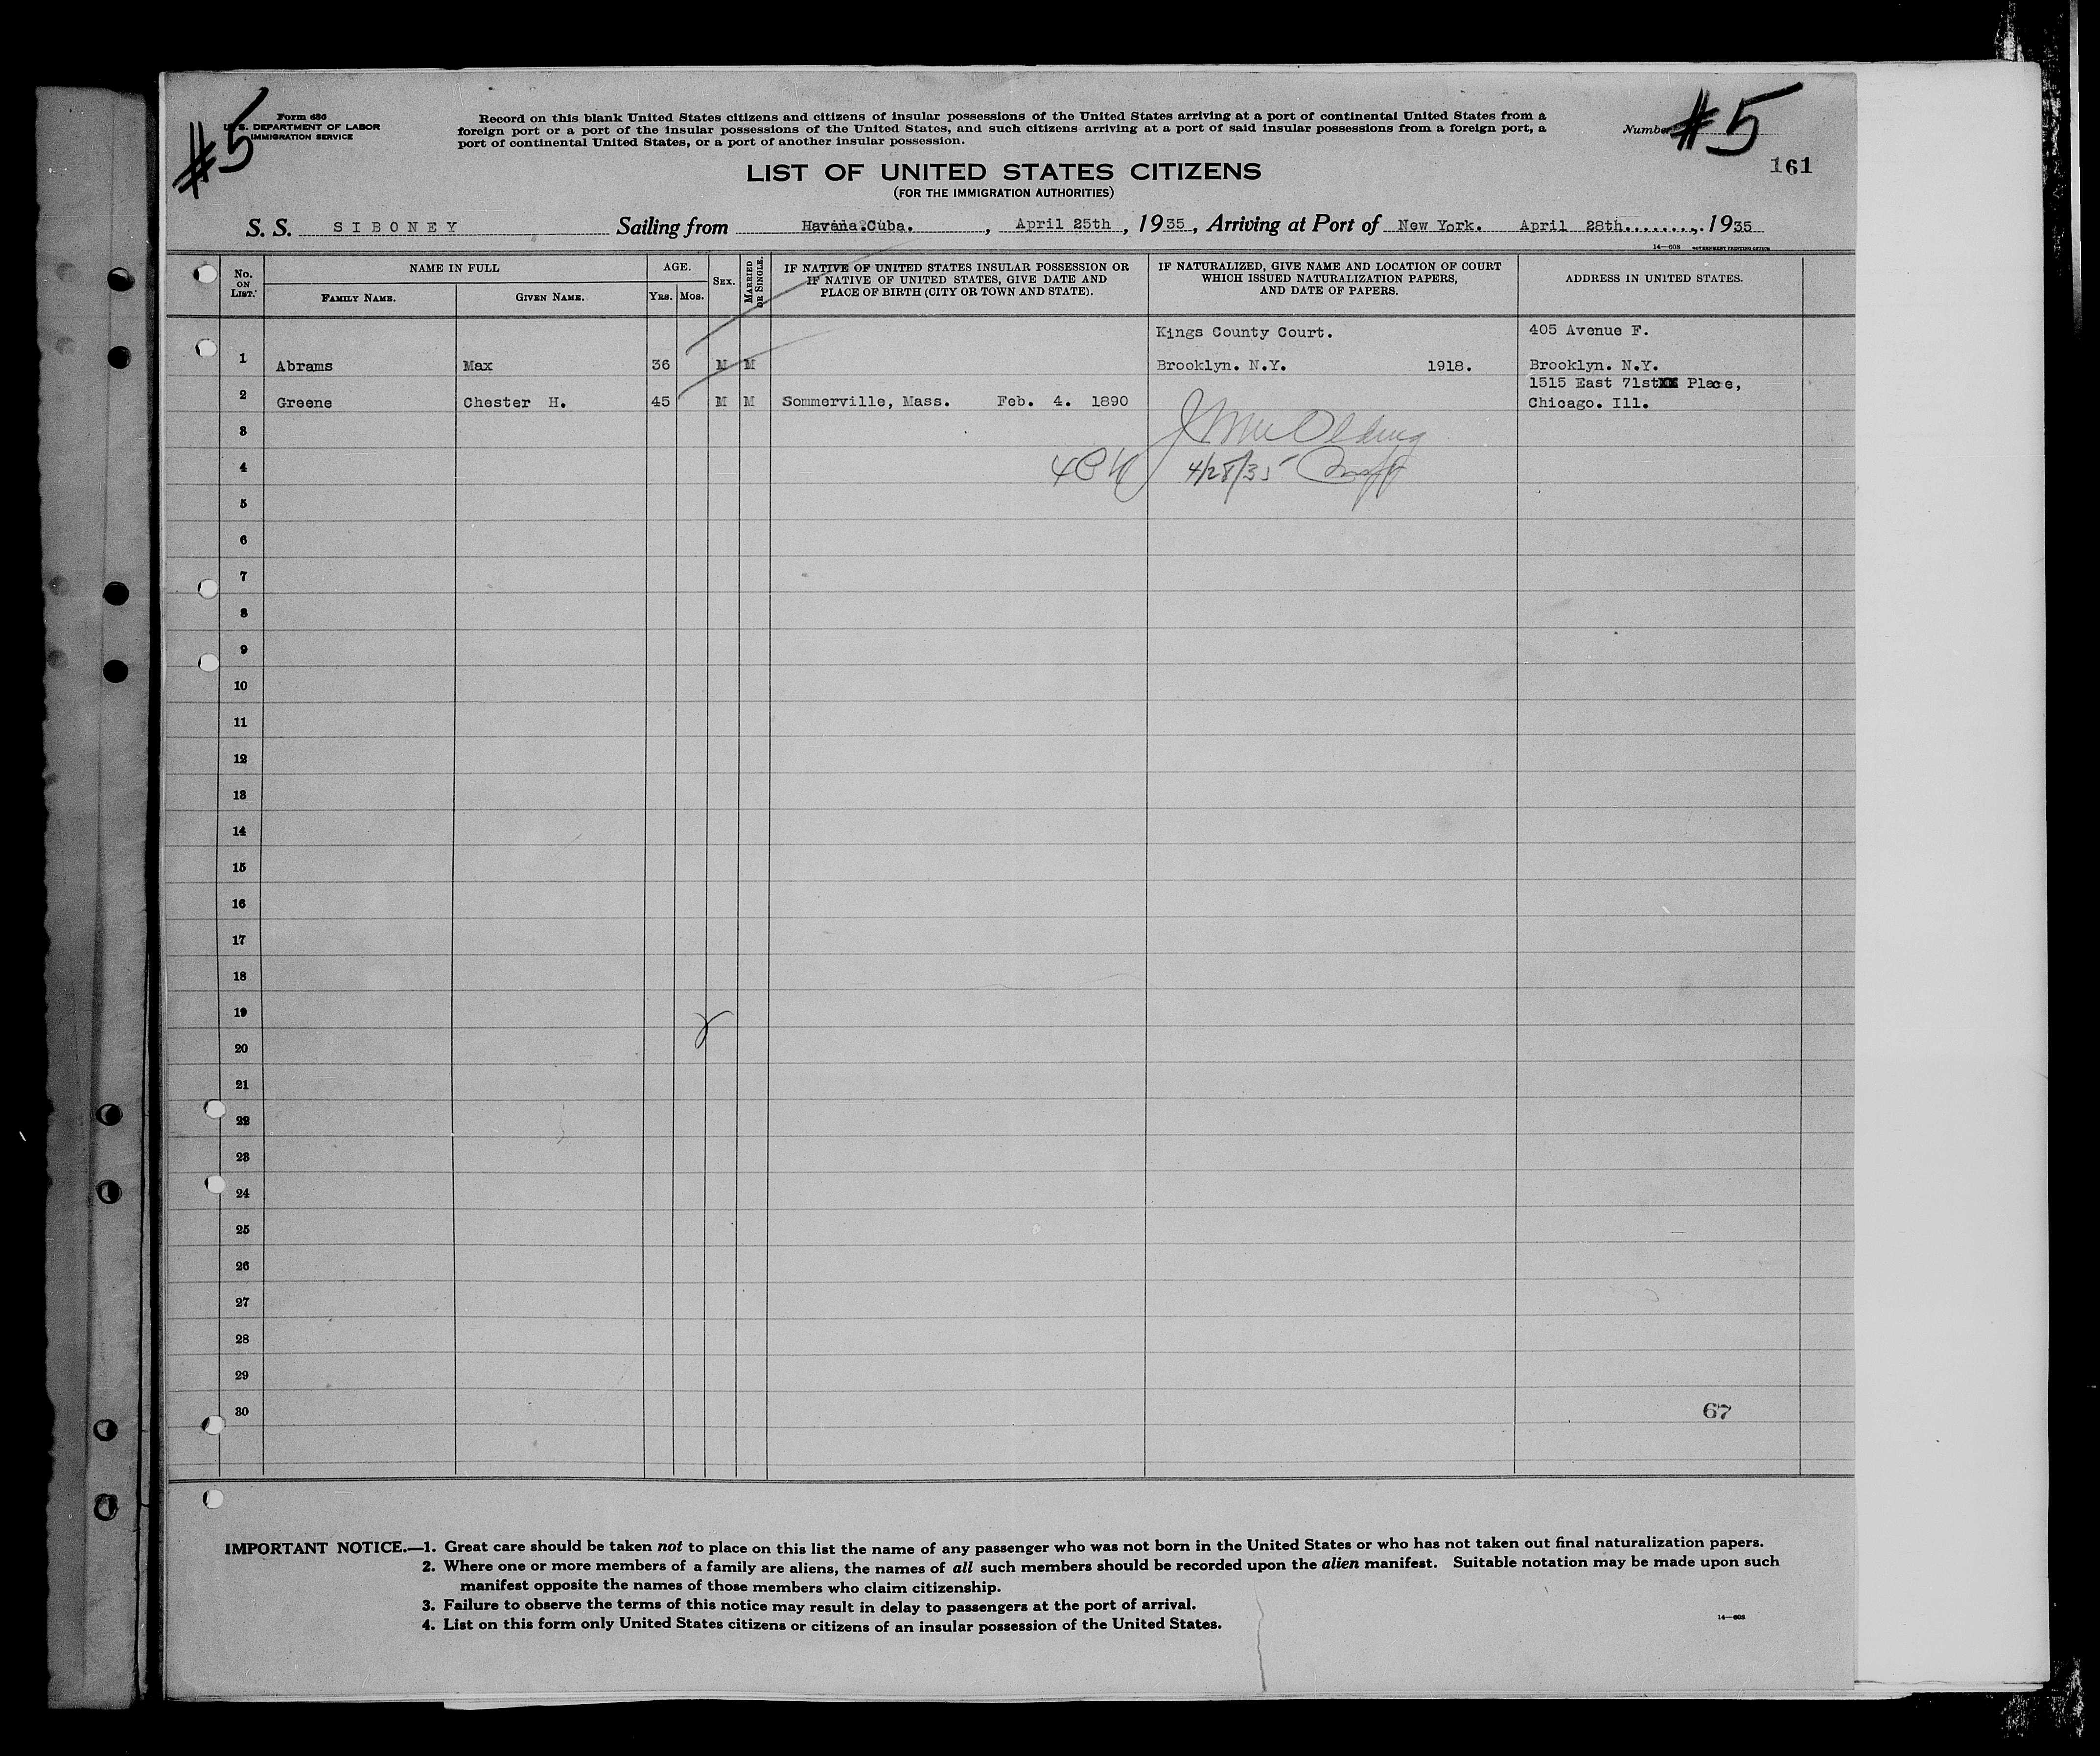 #5
Form 630
U. S. DEPARTMENT OF LABOR
IMMIGRATION SERVICE
Record on this blank United States citizens and citizens of insular possessions of the United States arriving at a port of continental United States from a
foreign port or a port of the insular possessions of the United States, and such citizens arriving at a port of said insular possessions from a foreign port, a
port of continental United States, or a port of another insular possession.
Number #5
161
LIST OF UNITED STATES CITIZENS
(FOR THE IMMIGRATION AUTHORITIES)
S. S. SIBONEY Sailing from Havana.Cuba. , April 25th , 1935 , Arriving at Port of New York. April 28th........,.1935
14—608 GOVERNMENT PRINTING OFFICE
No. ON LIST. NAME IN FULL AGE. SEX. MARRIED OR SINGLE. IF NATIVE OF UNITED STATES INSULAR POSSESSION OR IF NATIVE OF UNITED STATES, GIVE DATE AND PLACE OF BIRTH (CITY OR TOWN AND STATE). IF NATURALIZED, GIVE NAME AND LOCATION OF COURT WHICH ISSUED NATURALIZATION PAPERS, AND DATE OF PAPERS. ADDRESS IN UNITED STATES.
FAMILY NAME. GIVEN NAME. YRS. MOS.
Kings County Court. 405 Avenue F.
1 Abrams Max 36 M M Brooklyn. N.Y. 1918. Brooklyn. N.Y.
1515 East 71stXX Place,
2 Greene Chester H. 45 M M Sommerville, Mass. Feb. 4. 1890 Chicago. Ill.
3
4 4/28/35
5
6
7
8
9
10
11
12
13
14
15
16
17
18
19
20
21
22
23
24
25
26
27
28
29
30 67
IMPORTANT NOTICE.—1. Great care should be taken not to place on this list the name of any passenger who was not born in the United States or who has not taken out final naturalization papers.
2. Where one or more members of a family are aliens, the names of all such members should be recorded upon the alien manifest. Suitable notation may be made upon such
manifest opposite the names of those members who claim citizenship.
3. Failure to observe the terms of this notice may result in delay to passengers at the port of arrival.
4. List on this form only United States citizens or citizens of an insular possession of the United States.
14—608